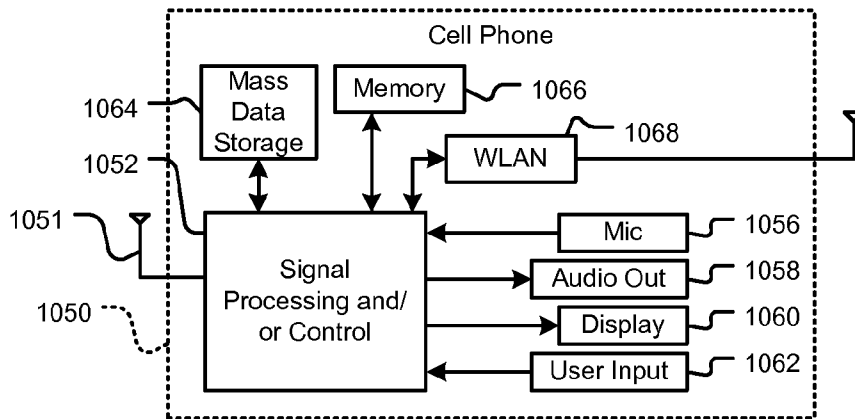 Cell Phone
1064
Mass
Data
Storage
Memory
1066
1068
WLAN
1052
1051
1050
Signal
Processing and/
or Control
Mic
1056
Audio Out
1058
Display
1060
User Input
1062